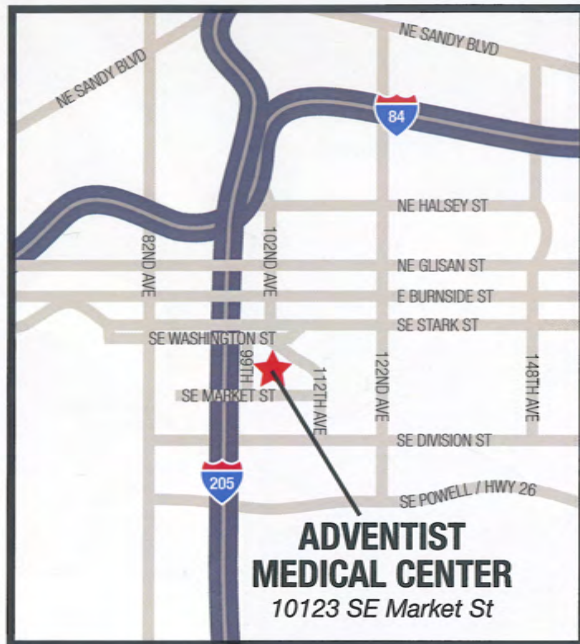 NE SANDY BLVD
NE SANDY BLVD
84
NE HALSEY ST
82ND AVE
102ND AVE
NE GLISAN ST
E BURNSIDE ST
SE STARK ST
SE WASHINGTON ST
99TH
112TH AVE
122ND AVE
148TH AVE
SE MARKET ST
SE DIVISION ST
205
SE POWELL / HWY 26
ADVENTIST
MEDICAL CENTER
10123 SE Market St